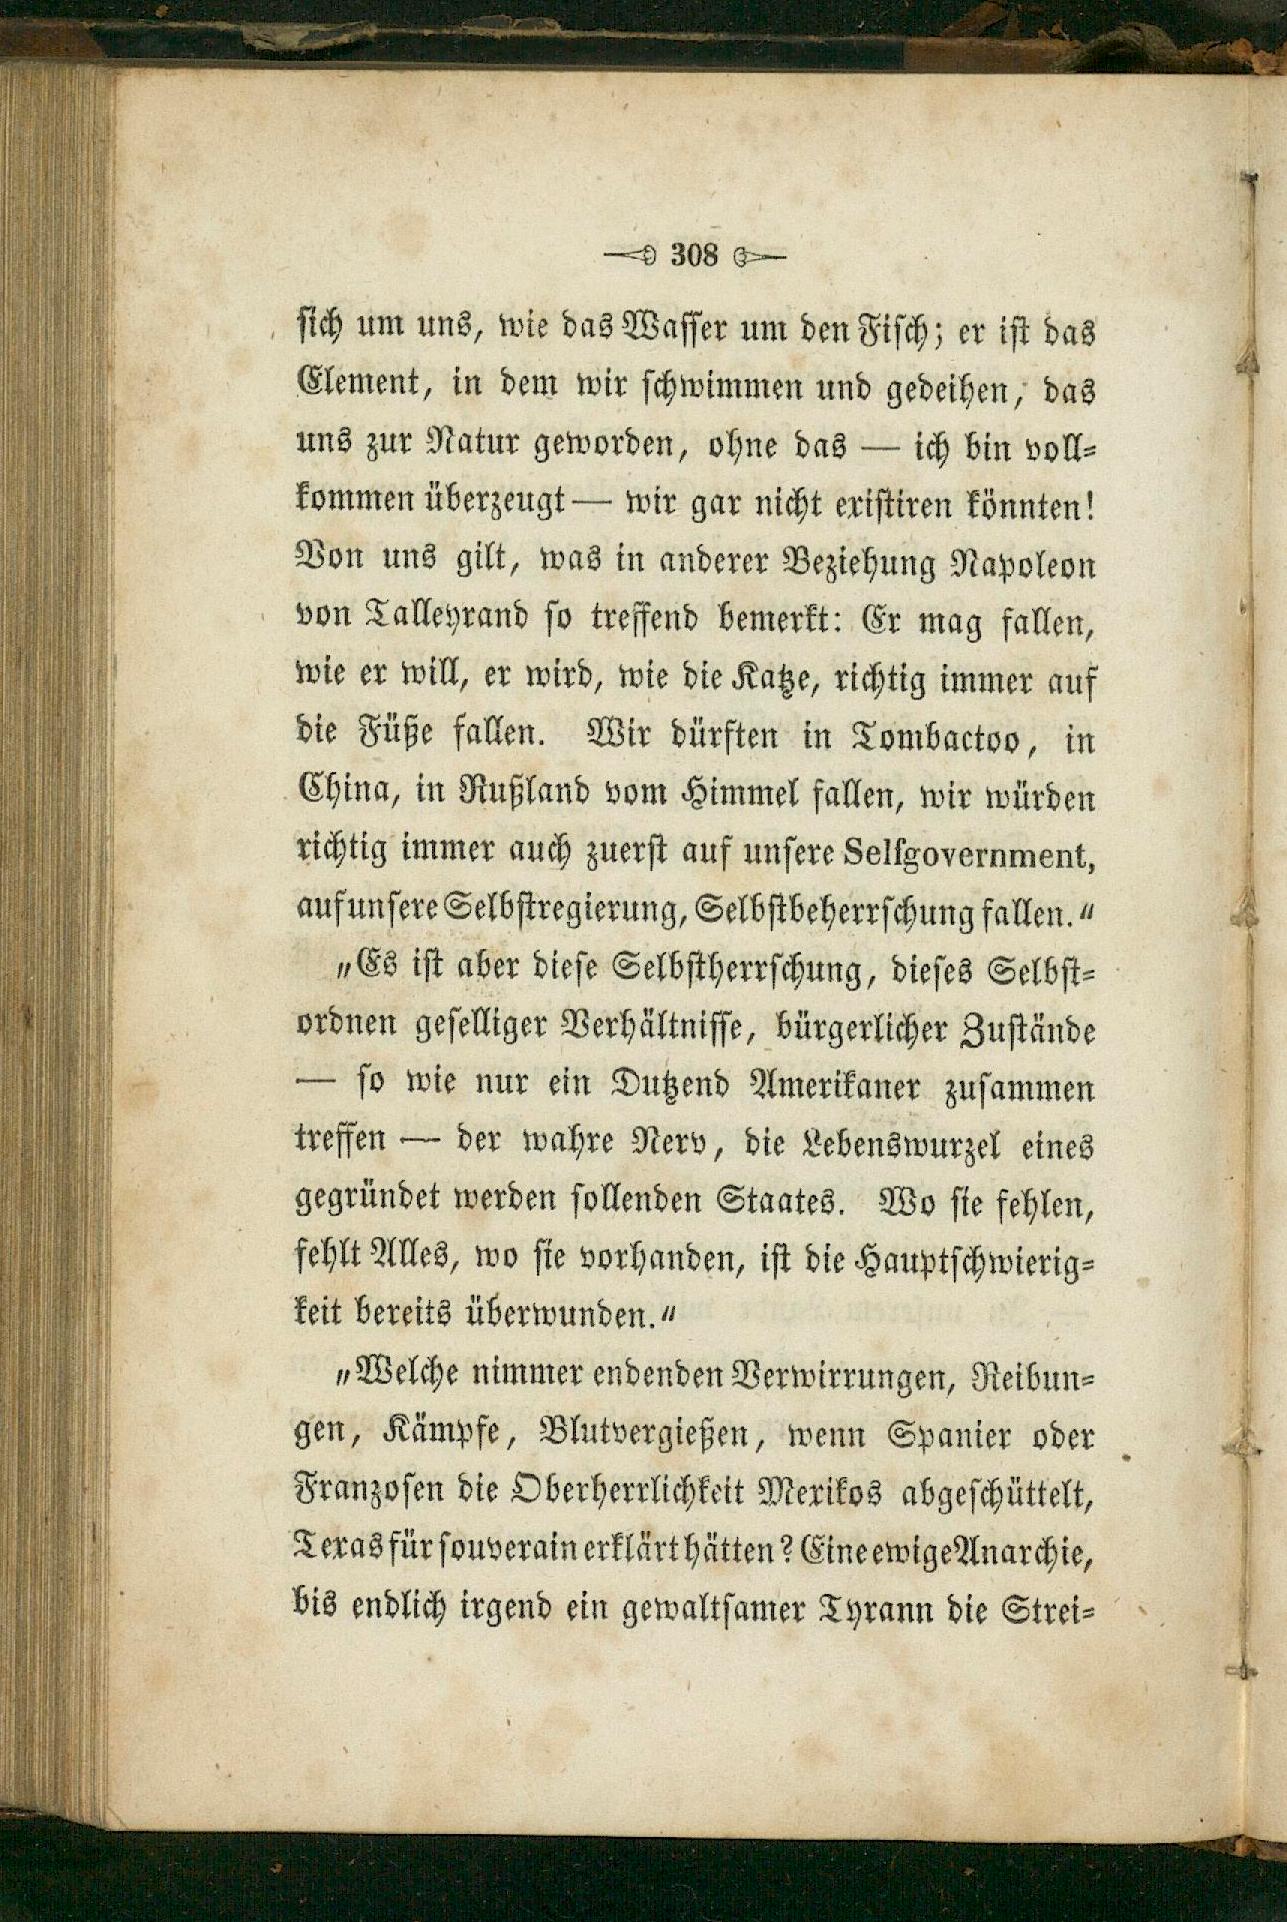 308
sich um uns, wie das Wasser um den Fisch; er ist das
Element, in dem wir schwimmen und gedeihen, das
uns zur Natur geworden, ohne das — ich bin voll-
kommen überzeugt — wir gar nicht existiren könnten!
Von uns gilt, was in anderer Beziehung Napoleon
von Talleyrand so treffend bemerkt: Er mag fallen,
wie er will, er wird, wie die Katze, richtig immer auf
die Füße fallen. Wir dürften in Tombactoo, in
China, in Rußland vom Himmel fallen, wir würden
richtig immer auch zuerst auf unsere Selfgovernment,
auf unsere Selbstregierung, Selbstbeherrschung fallen.“
„Es ist aber diese Selbstherrschung, dieses Selbst-
ordnen geselliger Verhältnisse, bürgerlicher Zustände
— so wie nur ein Dutzend Amerikaner zusammen
treffen — der wahre Nerv, die Lebenswurzel eines
gegründet werden sollenden Staates. Wo sie fehlen,
fehlt Alles, wo sie vorhanden, ist die Hauptschwierig-
keit bereits überwunden.“
„Welche nimmer endenden Verwirrungen, Reibun-
gen, Kämpfe, Blutvergießen, wenn Spanier oder
Franzosen die Oberherrlichkeit Mexikos abgeschüttelt,
Texas für souverain erklärt hätten? Eine ewige Anarchie,
bis endlich irgend ein gewaltsamer Tyrann die Strei-